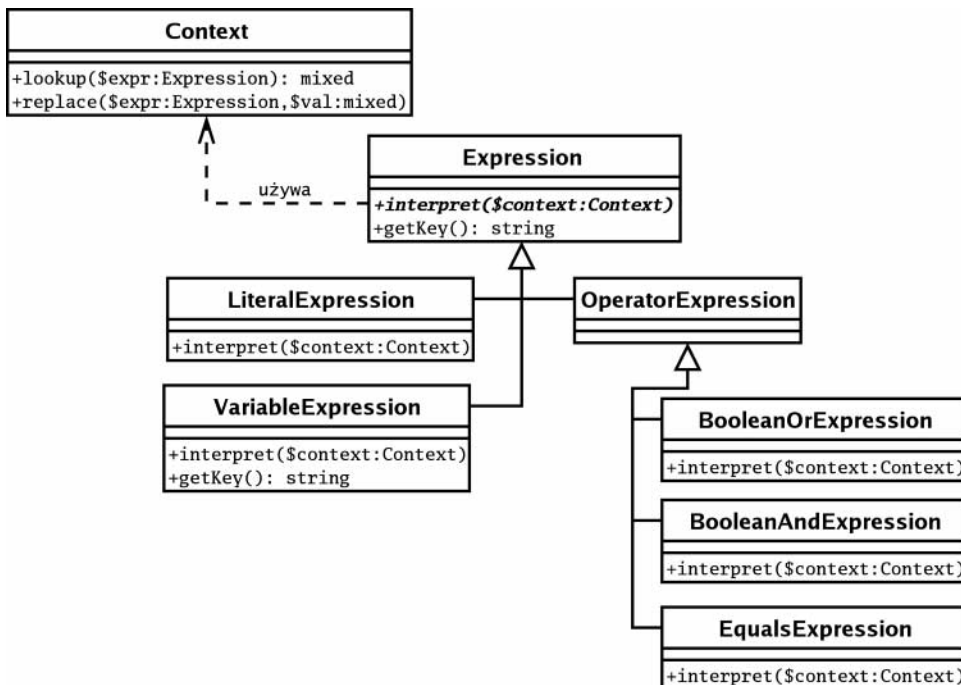 Context
+lookup($expr:Expression): mixed
+replace($expr:Expression,$val:mixed)
Expression
używa
+interpret($context:Context)
+getKey(): string
LiteralExpression
+interpret($context:Context)
OperatorExpression
VariableExpression
+interpret($context:Context)
+getKey(): string
BooleanOrExpression
+interpret($context:Context)
BooleanAndExpression
+interpret($context:Context)
EqualsExpression
+interpret($context:Context)